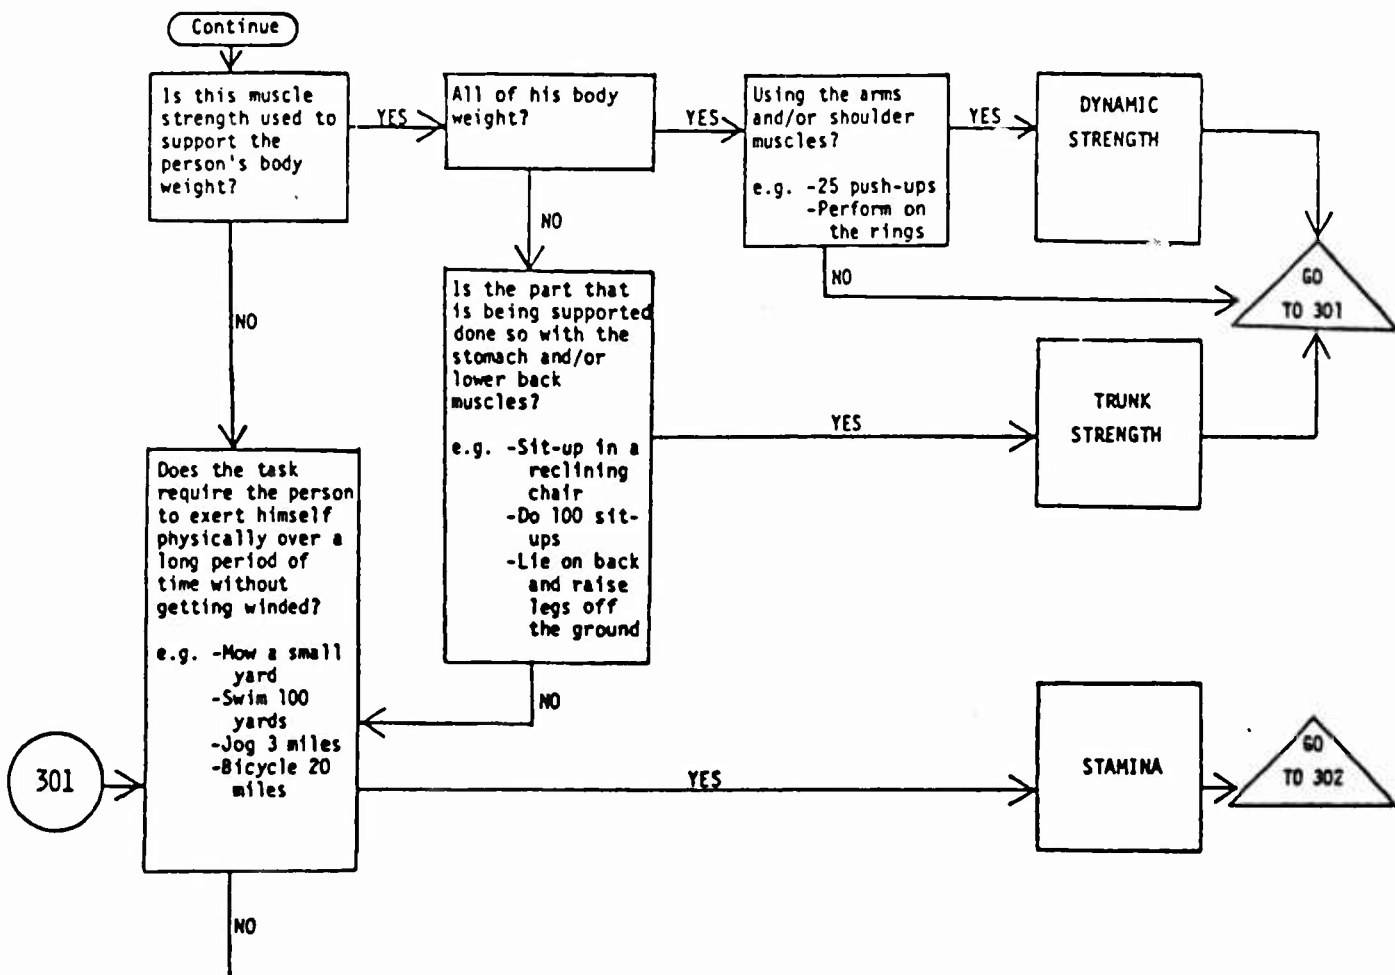 Continue
Is this muscle
strength used to
support the
person's body
weight?
YES
All of his body
weight?
YES
Using the arms
and/or shoulder
muscles?
e.g. -25 push-ups
-Perform on
the rings
YES
DYNAMIC
STRENGTH
NO
NO
GO
TO 301
NO
Is the part that
is being supported
done so with the
stomach and/or
lower back
muscles?
e.g. -Sit-up in a
reclining
chair
-Do 100 sit-
ups
-Lie on back
and raise
legs off
the ground
YES
TRUNK
STRENGTH
NO
Does the task
require the person
to exert himself
physically over a
long period of
time without
getting winded?
e.g. -Mow a small
yard
-Swim 100
yards
-Jog 3 miles
-Bicycle 20
miles
301
YES
STAMINA
GO
TO 302
NO